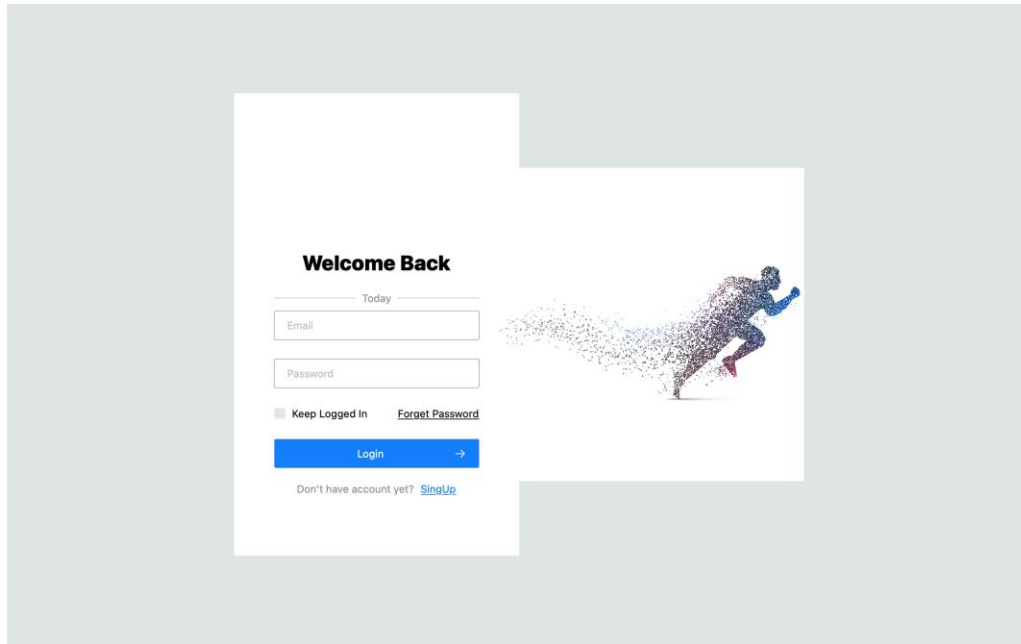 Welcome Back
Today
Email
Password
Keep Logged In Forget Password
Login →
Don't have account yet? SingUp